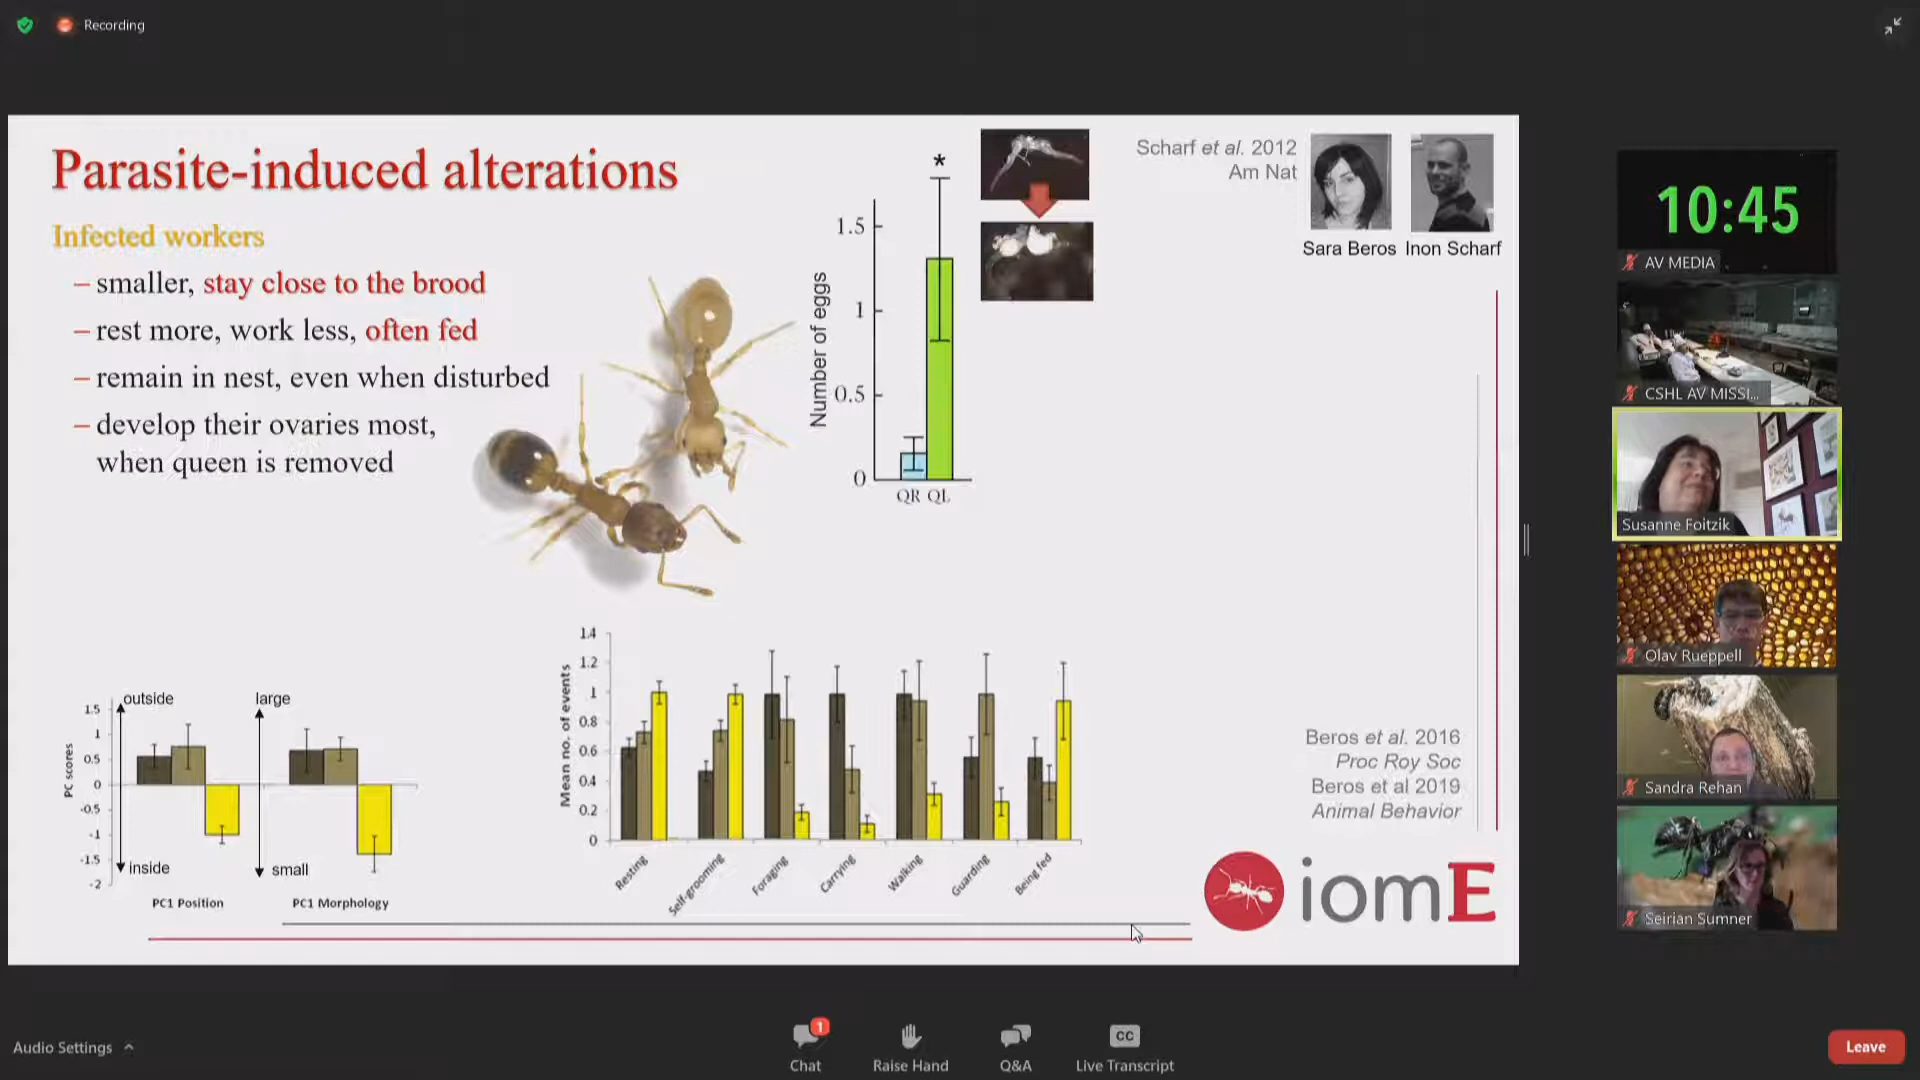 Recording
Parasite-induced alterations
Infected workers
– smaller, stay close to the brood
– rest more, work less, often fed
– remain in nest, even when disturbed
– develop their ovaries most,
when queen is removed
*
Number of eggs
1.5
1
0.5
0
QR QL
Scharf et al. 2012
Am Nat
Sara Beros Inon Scharf
PC scores
1.5
1
0.5
0
-0.5
-1
-1.5
-2
outside
inside
large
small
PC1 Position
PC1 Morphology
Mean no. of events
1.4
1.2
1
0.8
0.6
0.4
0.2
0
Resting
Self-grooming
Foraging
Carrying
Walking
Guarding
Being fed
Beros et al. 2016
Proc Roy Soc
Beros et al 2019
Animal Behavior
iomE
10:45
AV MEDIA
CSHL AV MISSI...
Susanne Foitzik
Olav Rueppell
Sandra Rehan
Seirian Sumner
Audio Settings
1
Chat
Raise Hand
Q&A
CC
Live Transcript
Leave